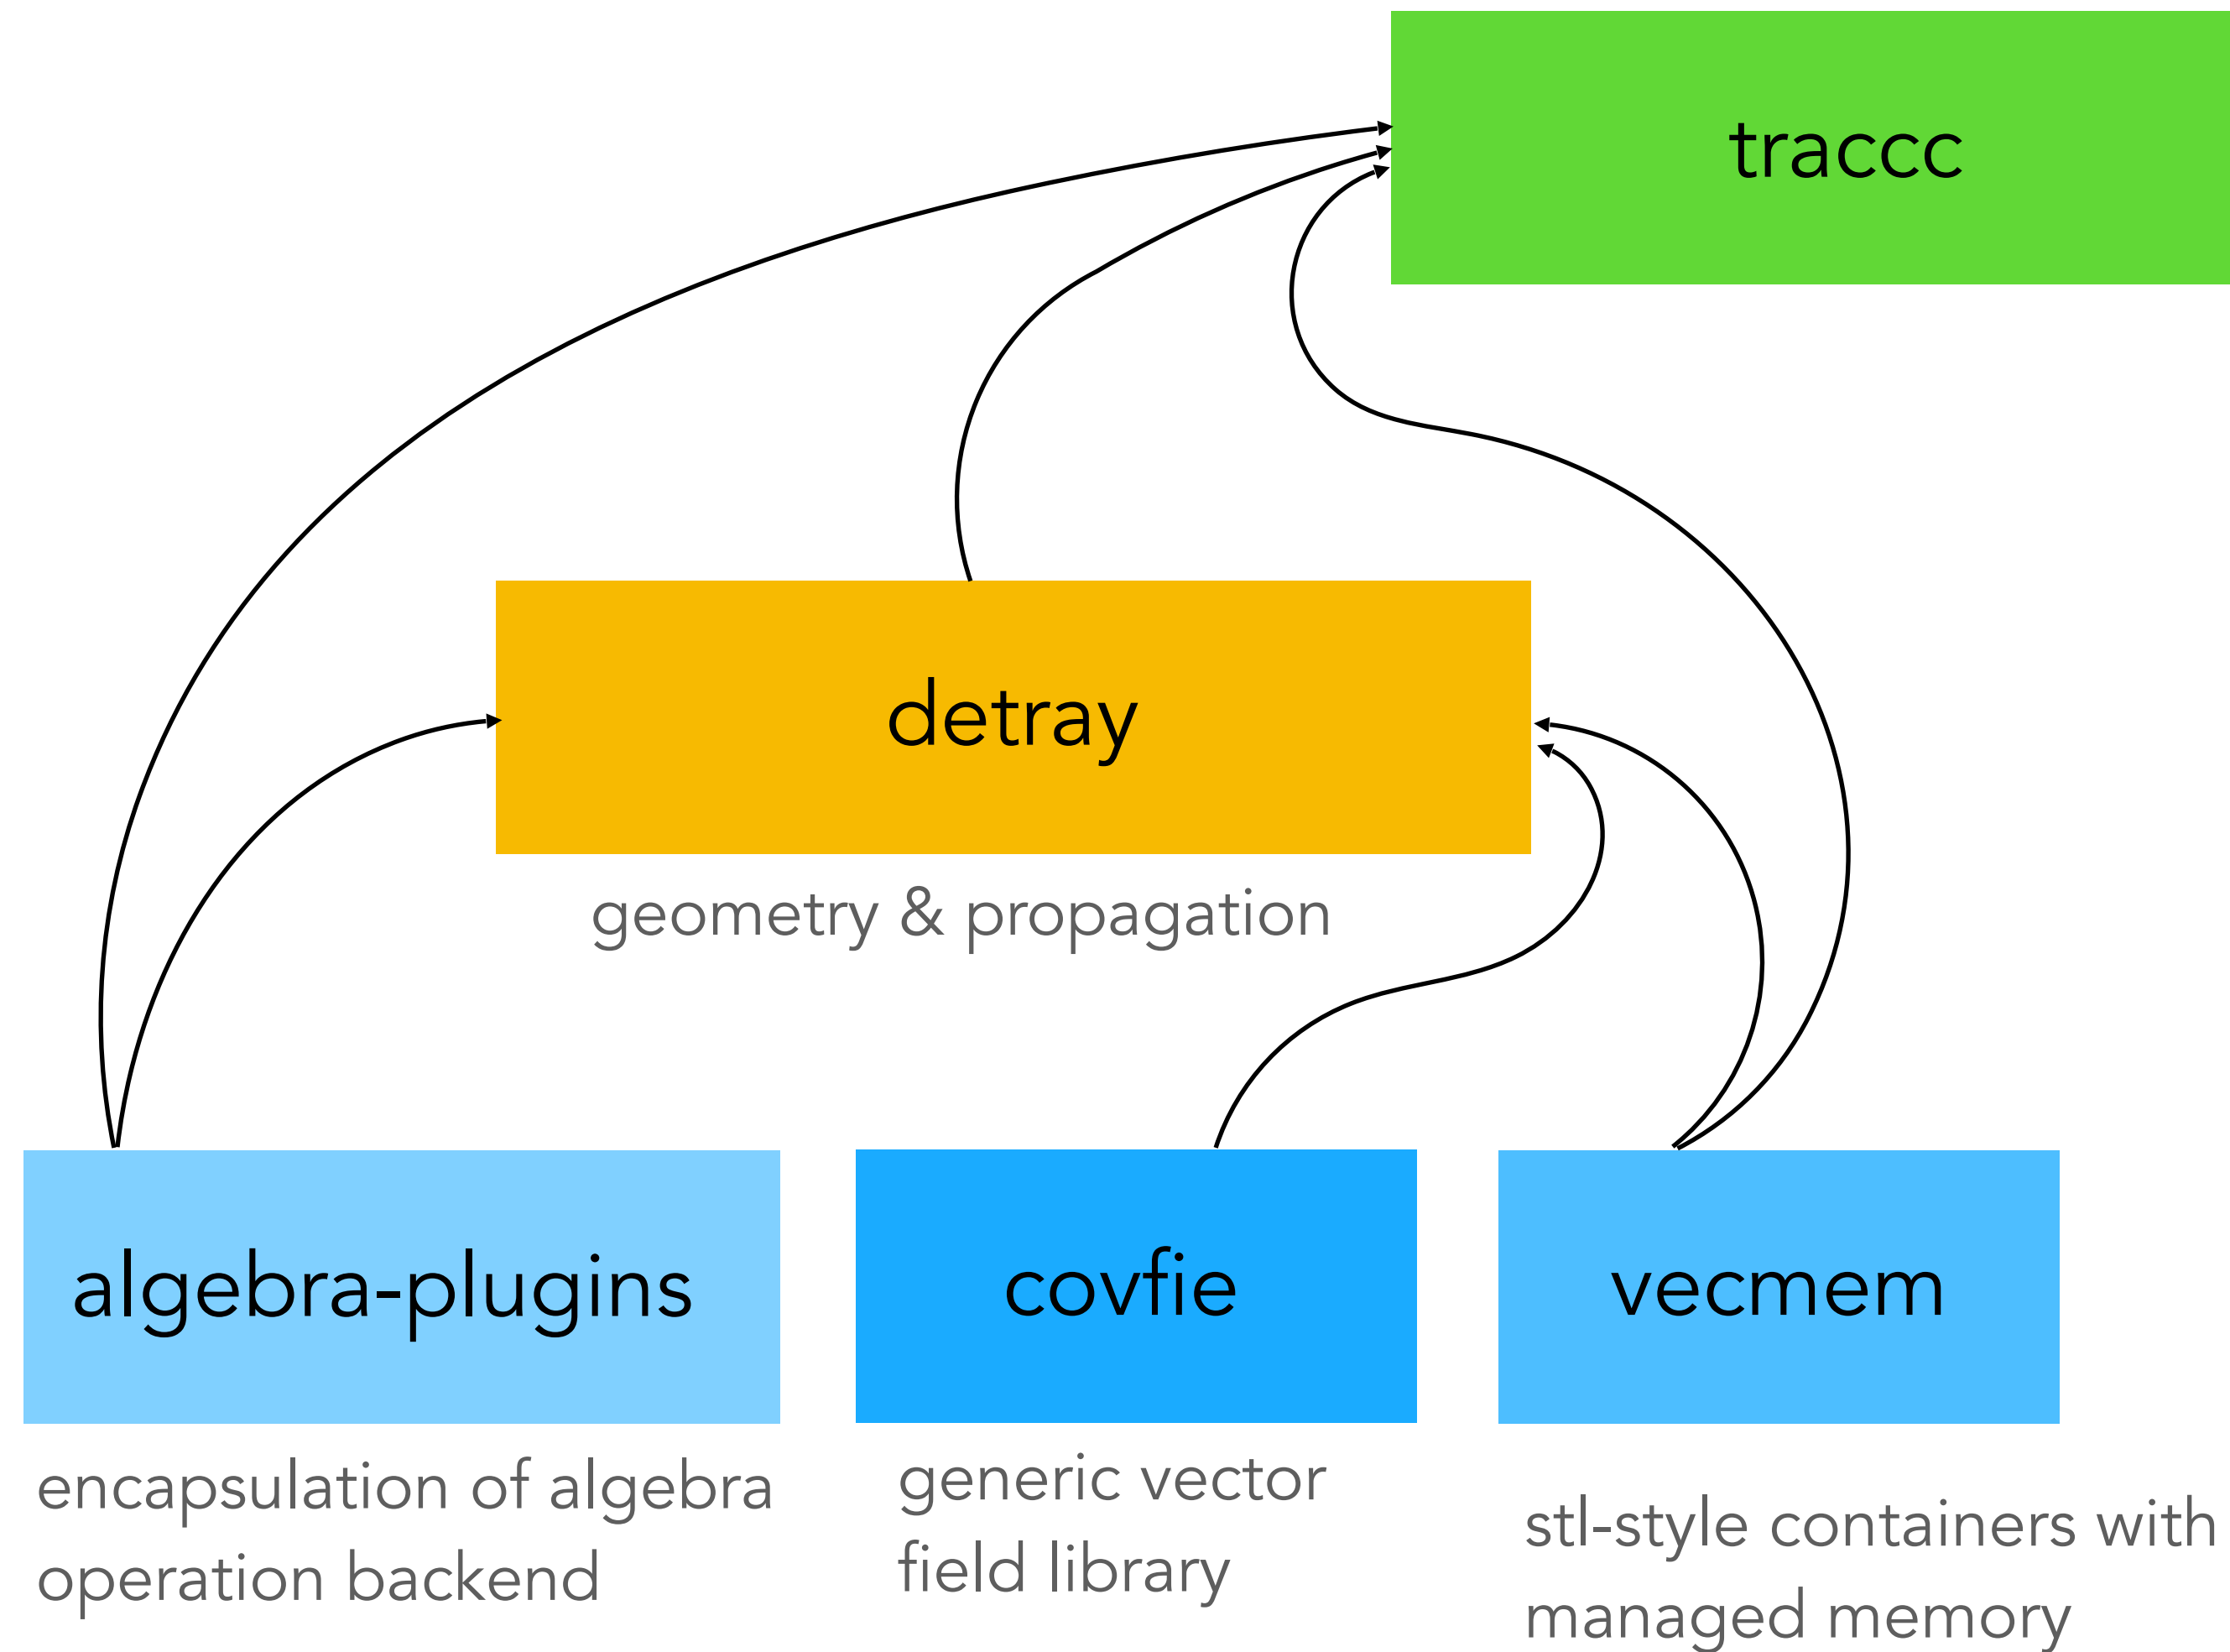 traccc
detray
geometry & propagation
algebra-plugins
covfie
vecmem
encapsulation of algebra
operation backend
generic vector
field library
stl-style containers with
managed memory